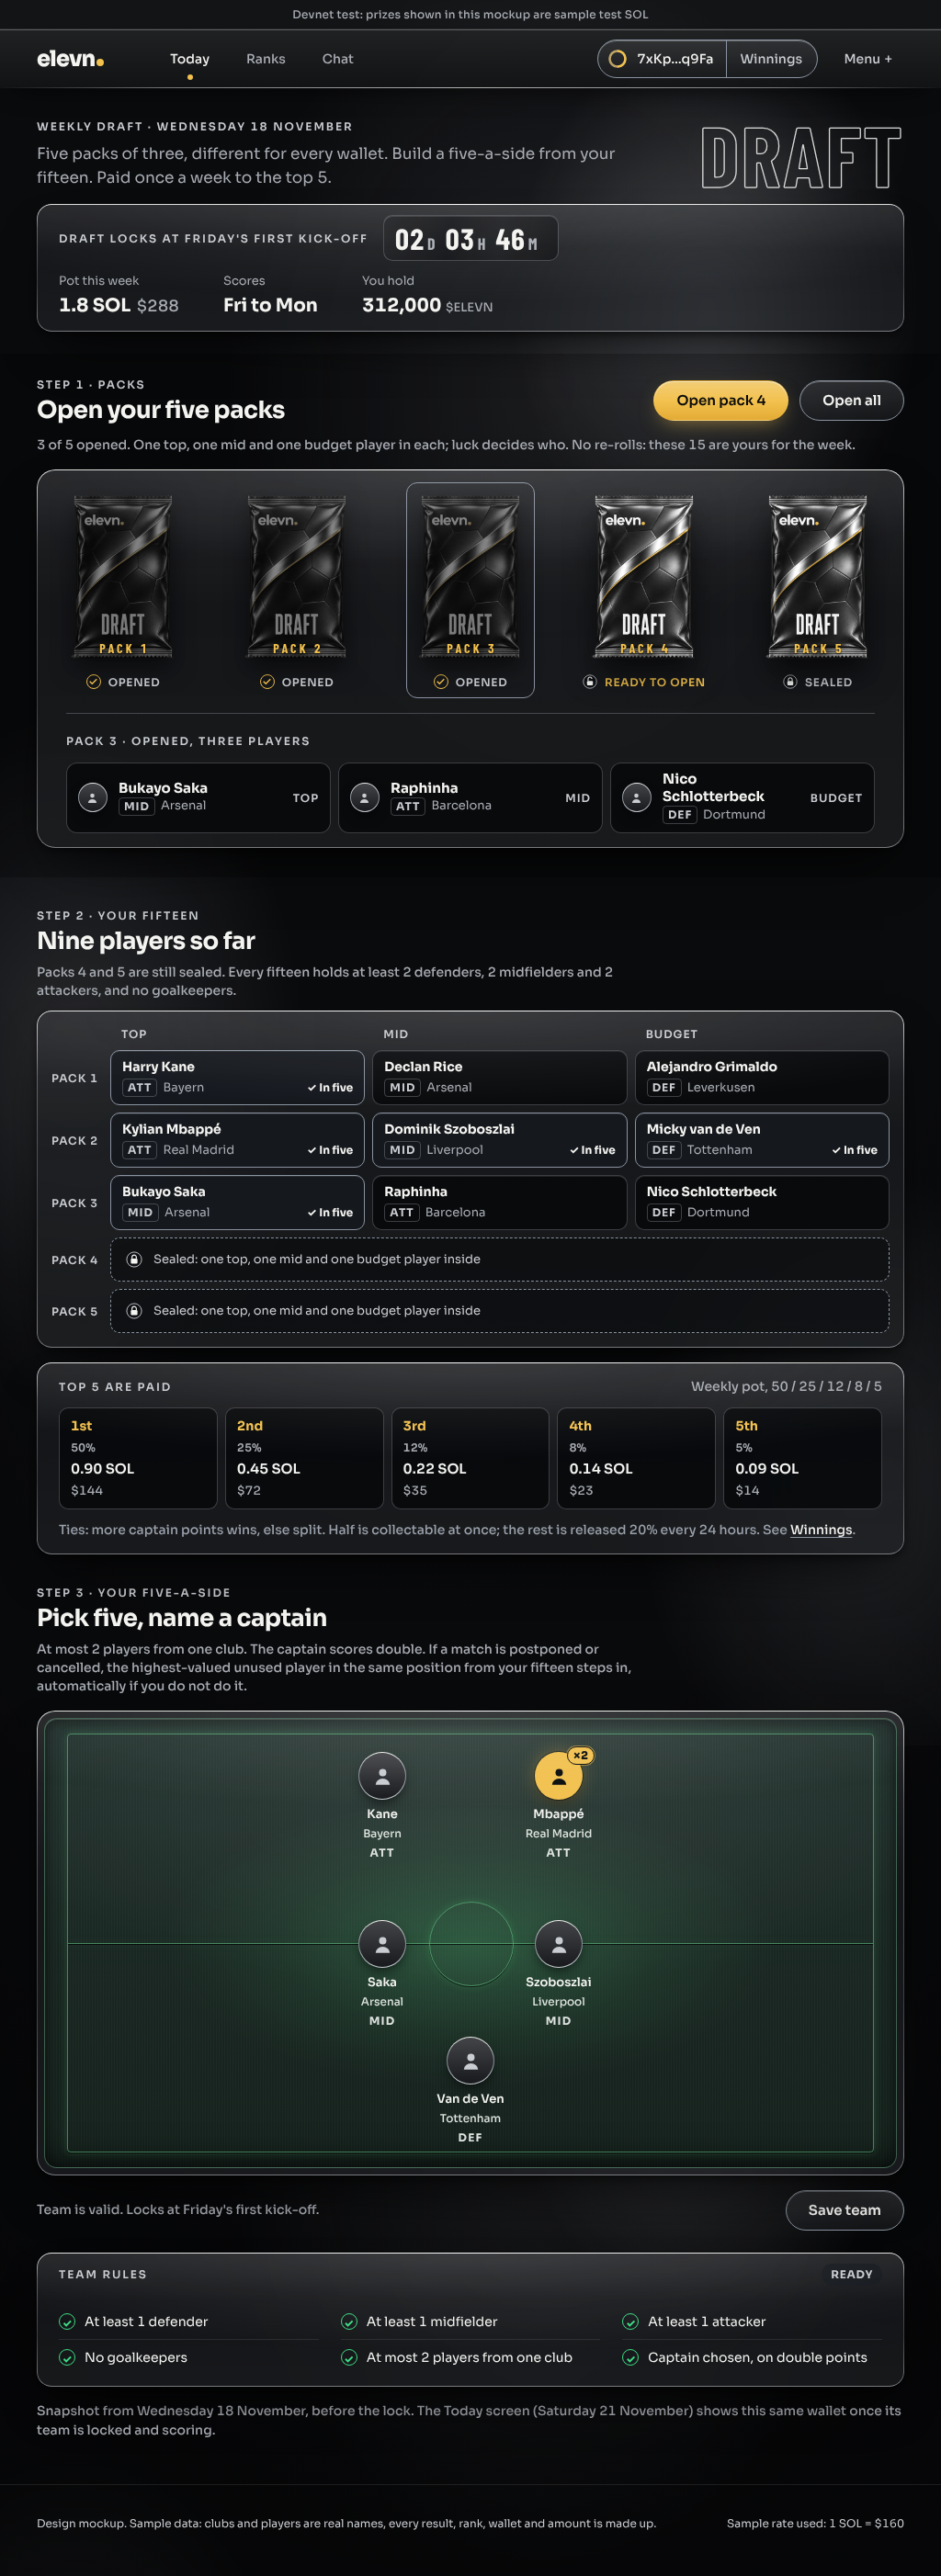 Devnet test: prizes shown in this mockup are sample test SOL
elevn.
Today
Ranks
Chat
7xKp...q9Fa
Winnings
Menu +
WEEKLY DRAFT · WEDNESDAY 18 NOVEMBER
Five packs of three, different for every wallet. Build a five-a-side from your
fifteen. Paid once a week to the top 5.
DRAFT
DRAFT LOCKS AT FRIDAY'S FIRST KICK-OFF
02D 03H 46M
Pot this week
1.8 SOL $288
Scores
Fri to Mon
You hold
312,000 $ELEVN
STEP 1 · PACKS
Open your five packs
Open pack 4
Open all
3 of 5 opened. One top, one mid and one budget player in each; luck decides who. No re-rolls: these 15 are yours for the week.
elevn.
DRAFT
PACK 1
OPENED
elevn.
DRAFT
PACK 2
OPENED
elevn.
DRAFT
PACK 3
OPENED
elevn.
DRAFT
PACK 4
READY TO OPEN
elevn.
DRAFT
PACK 5
SEALED
PACK 3 · OPENED, THREE PLAYERS
Bukayo Saka
MID Arsenal
TOP
Raphinha
ATT Barcelona
MID
Nico
Schlotterbeck
DEF Dortmund
BUDGET
STEP 2 · YOUR FIFTEEN
Nine players so far
Packs 4 and 5 are still sealed. Every fifteen holds at least 2 defenders, 2 midfielders and 2
attackers, and no goalkeepers.
TOP
MID
BUDGET
PACK 1
Harry Kane
ATT Bayern
✓ In five
Declan Rice
MID Arsenal
Alejandro Grimaldo
DEF Leverkusen
PACK 2
Kylian Mbappé
ATT Real Madrid
✓ In five
Dominik Szoboszlai
MID Liverpool
✓ In five
Micky van de Ven
DEF Tottenham
✓ In five
PACK 3
Bukayo Saka
MID Arsenal
✓ In five
Raphinha
ATT Barcelona
Nico Schlotterbeck
DEF Dortmund
PACK 4
Sealed: one top, one mid and one budget player inside
PACK 5
Sealed: one top, one mid and one budget player inside
TOP 5 ARE PAID
Weekly pot, 50 / 25 / 12 / 8 / 5
1st
50%
0.90 SOL
$144
2nd
25%
0.45 SOL
$72
3rd
12%
0.22 SOL
$35
4th
8%
0.14 SOL
$23
5th
5%
0.09 SOL
$14
Ties: more captain points wins, else split. Half is collectable at once; the rest is released 20% every 24 hours. See Winnings.
STEP 3 · YOUR FIVE-A-SIDE
Pick five, name a captain
At most 2 players from one club. The captain scores double. If a match is postponed or
cancelled, the highest-valued unused player in the same position from your fifteen steps in,
automatically if you do not do it.
Kane
Bayern
ATT
×2
Mbappé
Real Madrid
ATT
Saka
Arsenal
MID
Szoboszlai
Liverpool
MID
Van de Ven
Tottenham
DEF
Team is valid. Locks at Friday's first kick-off.
Save team
TEAM RULES
READY
At least 1 defender
At least 1 midfielder
At least 1 attacker
No goalkeepers
At most 2 players from one club
Captain chosen, on double points
Snapshot from Wednesday 18 November, before the lock. The Today screen (Saturday 21 November) shows this same wallet once its
team is locked and scoring.
Design mockup. Sample data: clubs and players are real names, every result, rank, wallet and amount is made up.
Sample rate used: 1 SOL = $160